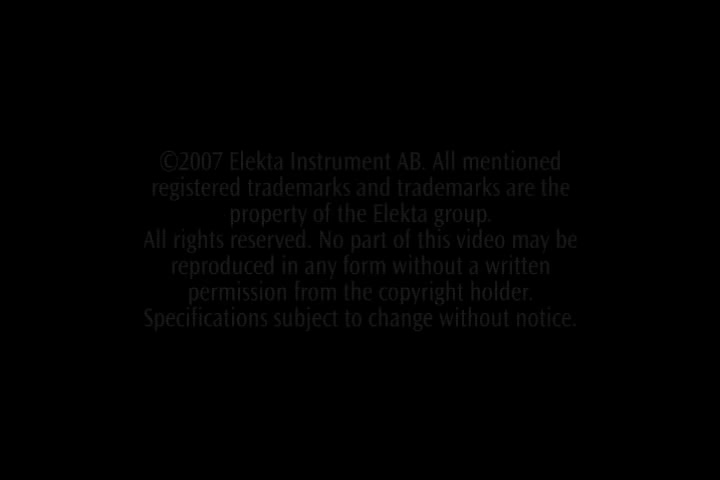 ©2007 Elekta Instrument AB. All mentioned
registered trademarks and trademarks are the
property of the Elekta group.
All rights reserved. No part of this video may be
reproduced in any form without a written
permission from the copyright holder.
Specifications subject to change without notice.